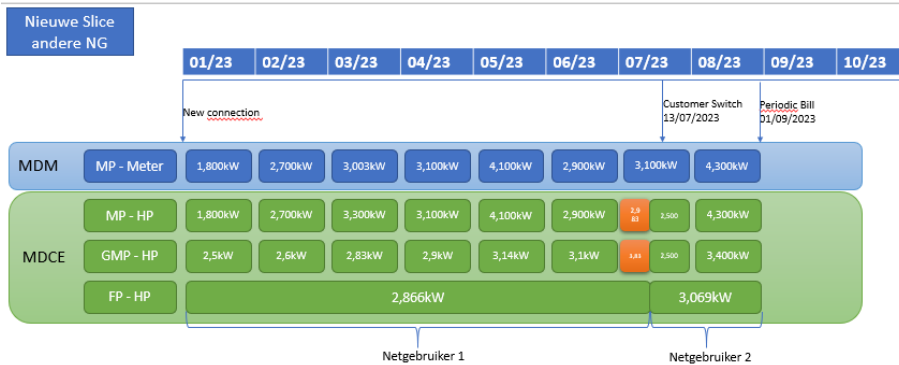 Nieuwe Slice
andere NG
01/23 02/23 03/23 04/23 05/23 06/23 07/23 08/23 09/23 10/23
New connection
Customer Switch
13/07/2023
Periodic Bill
01/09/2023
MDM MP - Meter 1,800kW 2,700kW 3,003kW 3,100kW 4,100kW 2,900kW 3,100kW 4,300kW
MDCE
MP - HP 1,800kW 2,700kW 3,300kW 3,100kW 4,100kW 2,900kW 2,9
83 2,500 4,300kW
GMP - HP 2,5kW 2,6kW 2,83kW 2,9kW 3,14kW 3,1kW 2,500 3,400kW
FP - HP 2,866kW 3,069kW
Netgebruiker 1 Netgebruiker 2